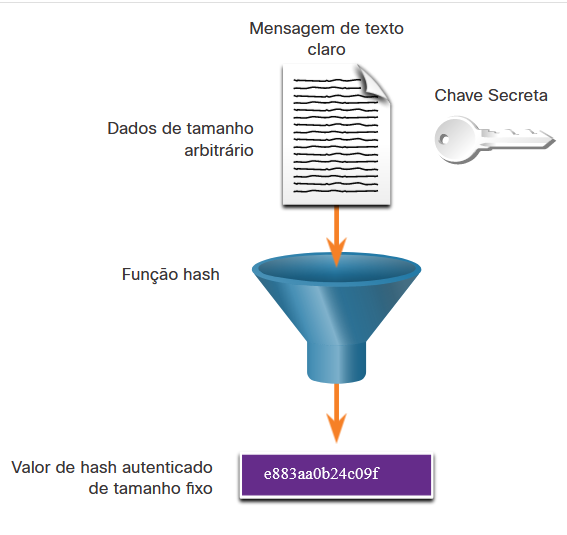 Mensagem de texto
claro
Chave Secreta
Dados de tamanho
arbitrário
Função hash
Valor de hash autenticado
de tamanho fixo
e883aa0b24c09f